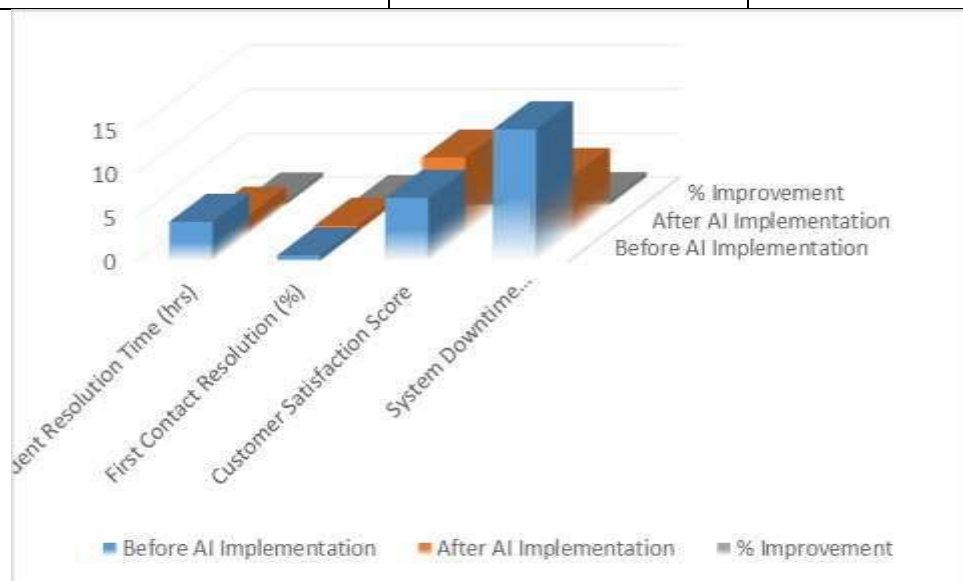 15
10
5
0
% Improvement
After AI Implementation
Before AI Implementation
Resolution Time (hrs)
First Contact Resolution (%)
Customer Satisfaction Score
System Downtime...
Before AI Implementation
After AI Implementation
% Improvement